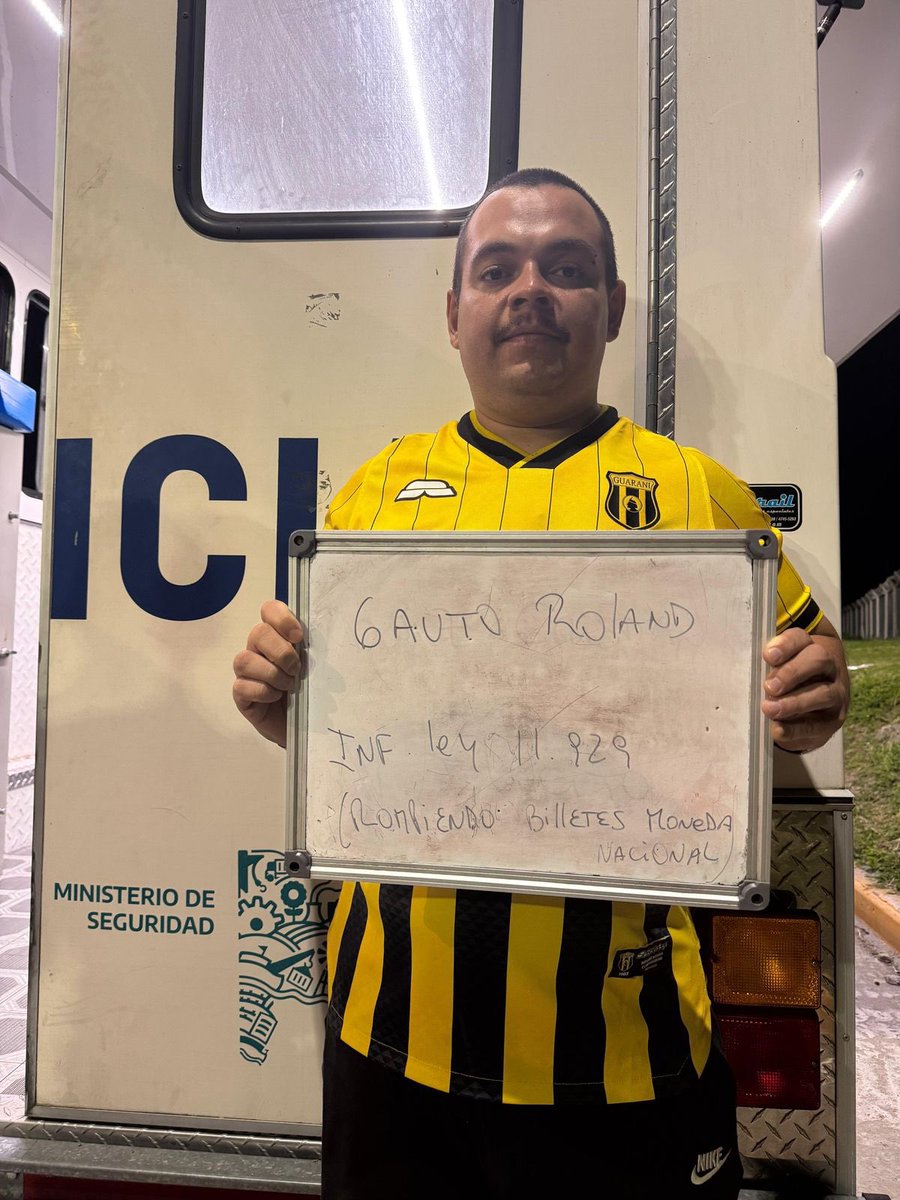 ICI
GUARANI
6AUTO ROLAND
INF. ley 11.929
(ROMPIENDO BILLETES MONEDA
NACIONAL)
MINISTERIO DE
SEGURIDAD
NIKE